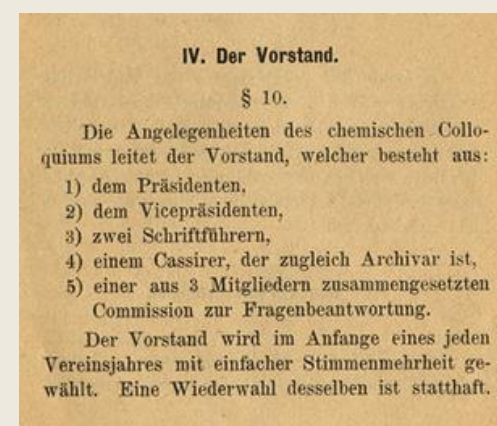 IV. Der Vorstand.
§ 10.
Die Angelegenheiten des chemischen Collo-
quiums leitet der Vorstand, welcher besteht aus:
1) dem Präsidenten,
2) dem Vicepräsidenten,
3) zwei Schriftführern,
4) einem Cassirer, der zugleich Archivar ist,
5) einer aus 3 Mitgliedern zusammengesetzten
Commission zur Fragenbeantwortung.
Der Vorstand wird im Anfange eines jeden
Vereinsjahres mit einfacher Stimmenmehrheit ge-
wählt. Eine Wiederwahl desselben ist statthaft.